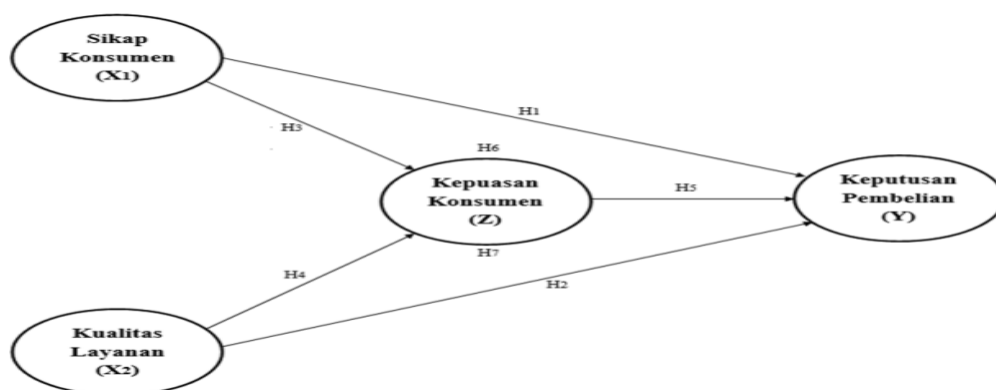 Sikap
Konsumen
(X1)
H1
H3
H6
Kepuasan
Konsumen
(Z)
H5
Keputusan
Pembelian
(Y)
H7
H4
H2
Kualitas
Layanan
(X2)